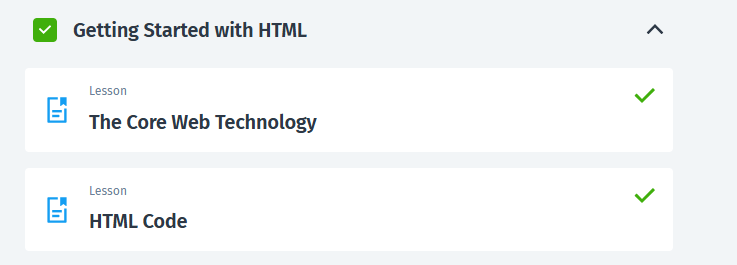 Getting Started with HTML
Lesson
The Core Web Technology
Lesson
HTML Code